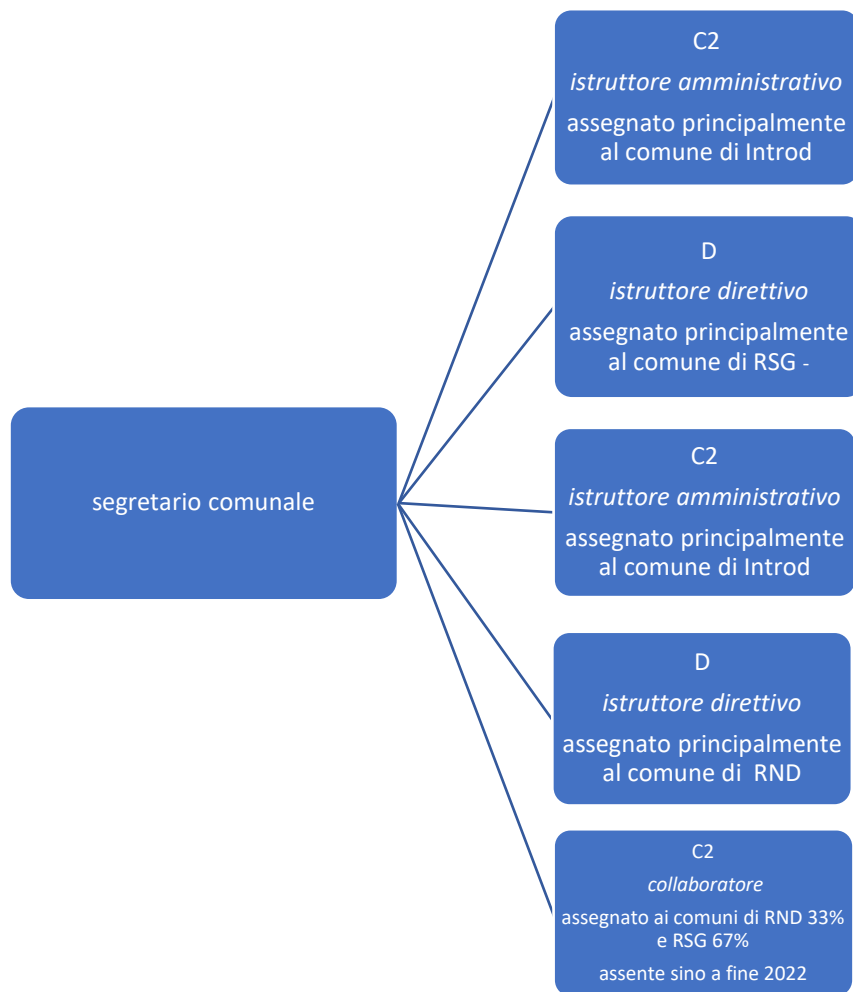 segretario comunale
C2
istruttore amministrativo
assegnato principalmente
al comune di Introd
D
istruttore direttivo
assegnato principalmente
al comune di RSG -
C2
istruttore amministrativo
assegnato principalmente
al comune di Introd
D
istruttore direttivo
assegnato principalmente
al comune di  RND
C2
collaboratore
assegnato ai comuni di RND 33%
e RSG 67%
assente sino a fine 2022